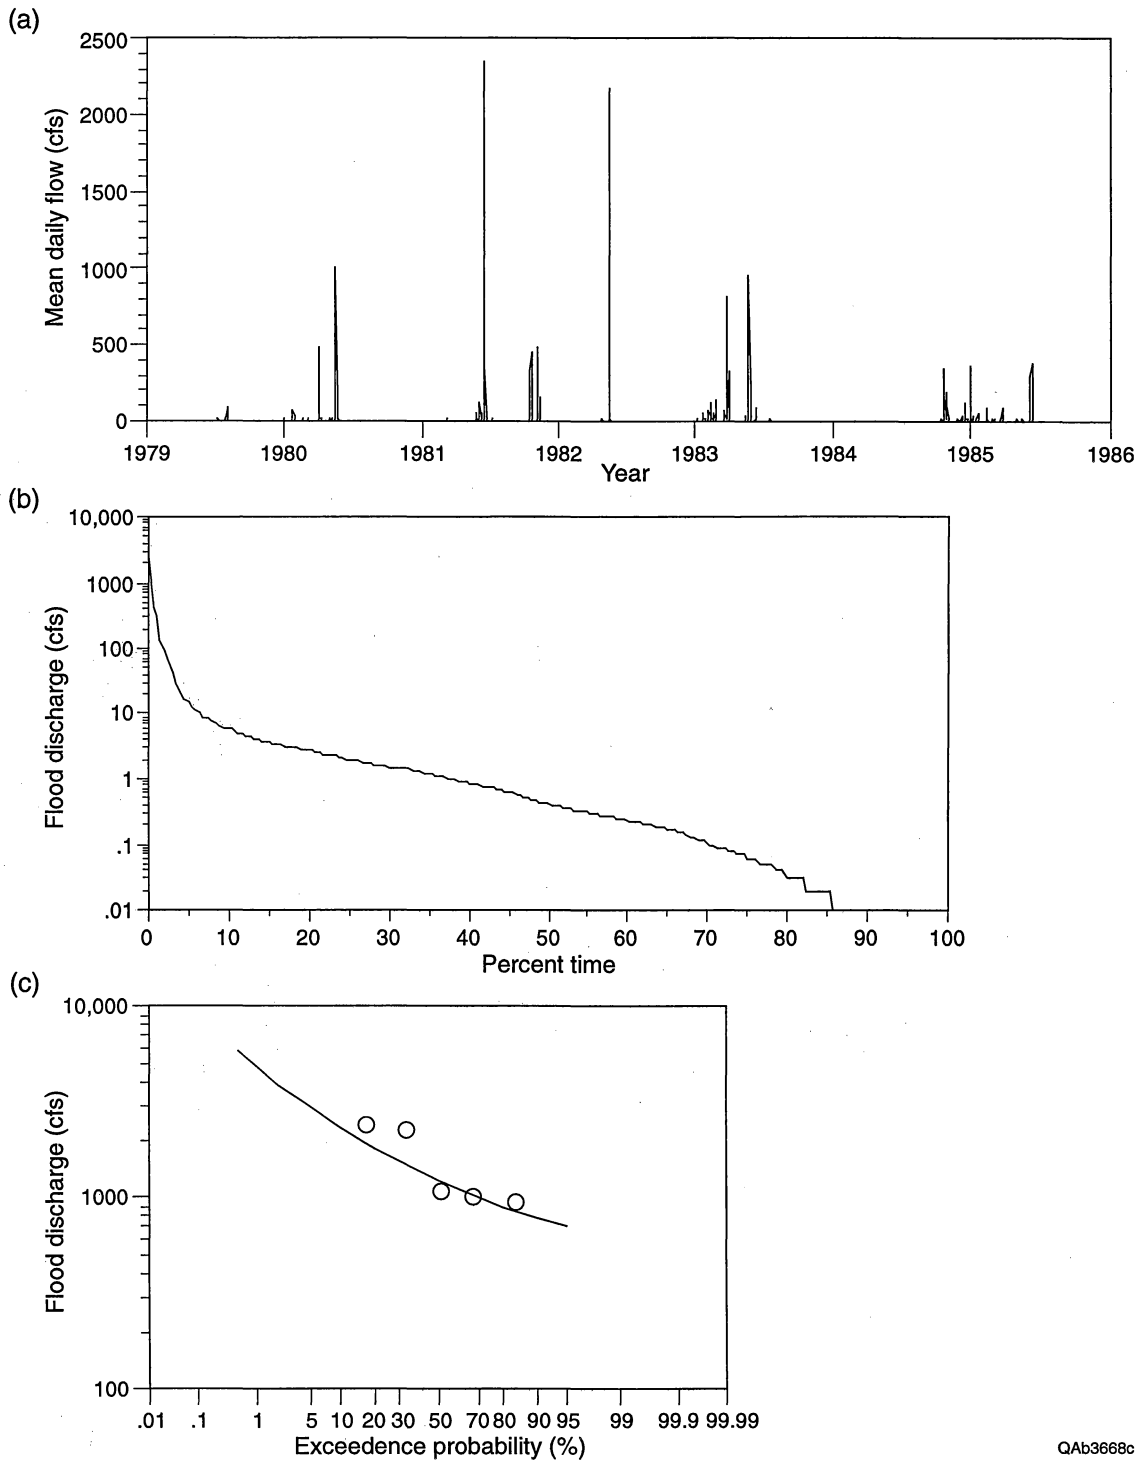 (a)
2500
2000
1500
1000
500
0
Mean daily flow (cfs)
1979 1980 1981 1982 1983 1984 1985 1986
Year
(b)
10,000
1000
100
10
1
.1
.01
Flood discharge (cfs)
0 10 20 30 40 50 60 70 80 90 100
Percent time
(c)
10,000
1000
100
Flood discharge (cfs)
.01 .1 1 5 10 20 30 50 70 80 90 95 99 99.9 99.99
Exceedence probability (%)
QAb3668c